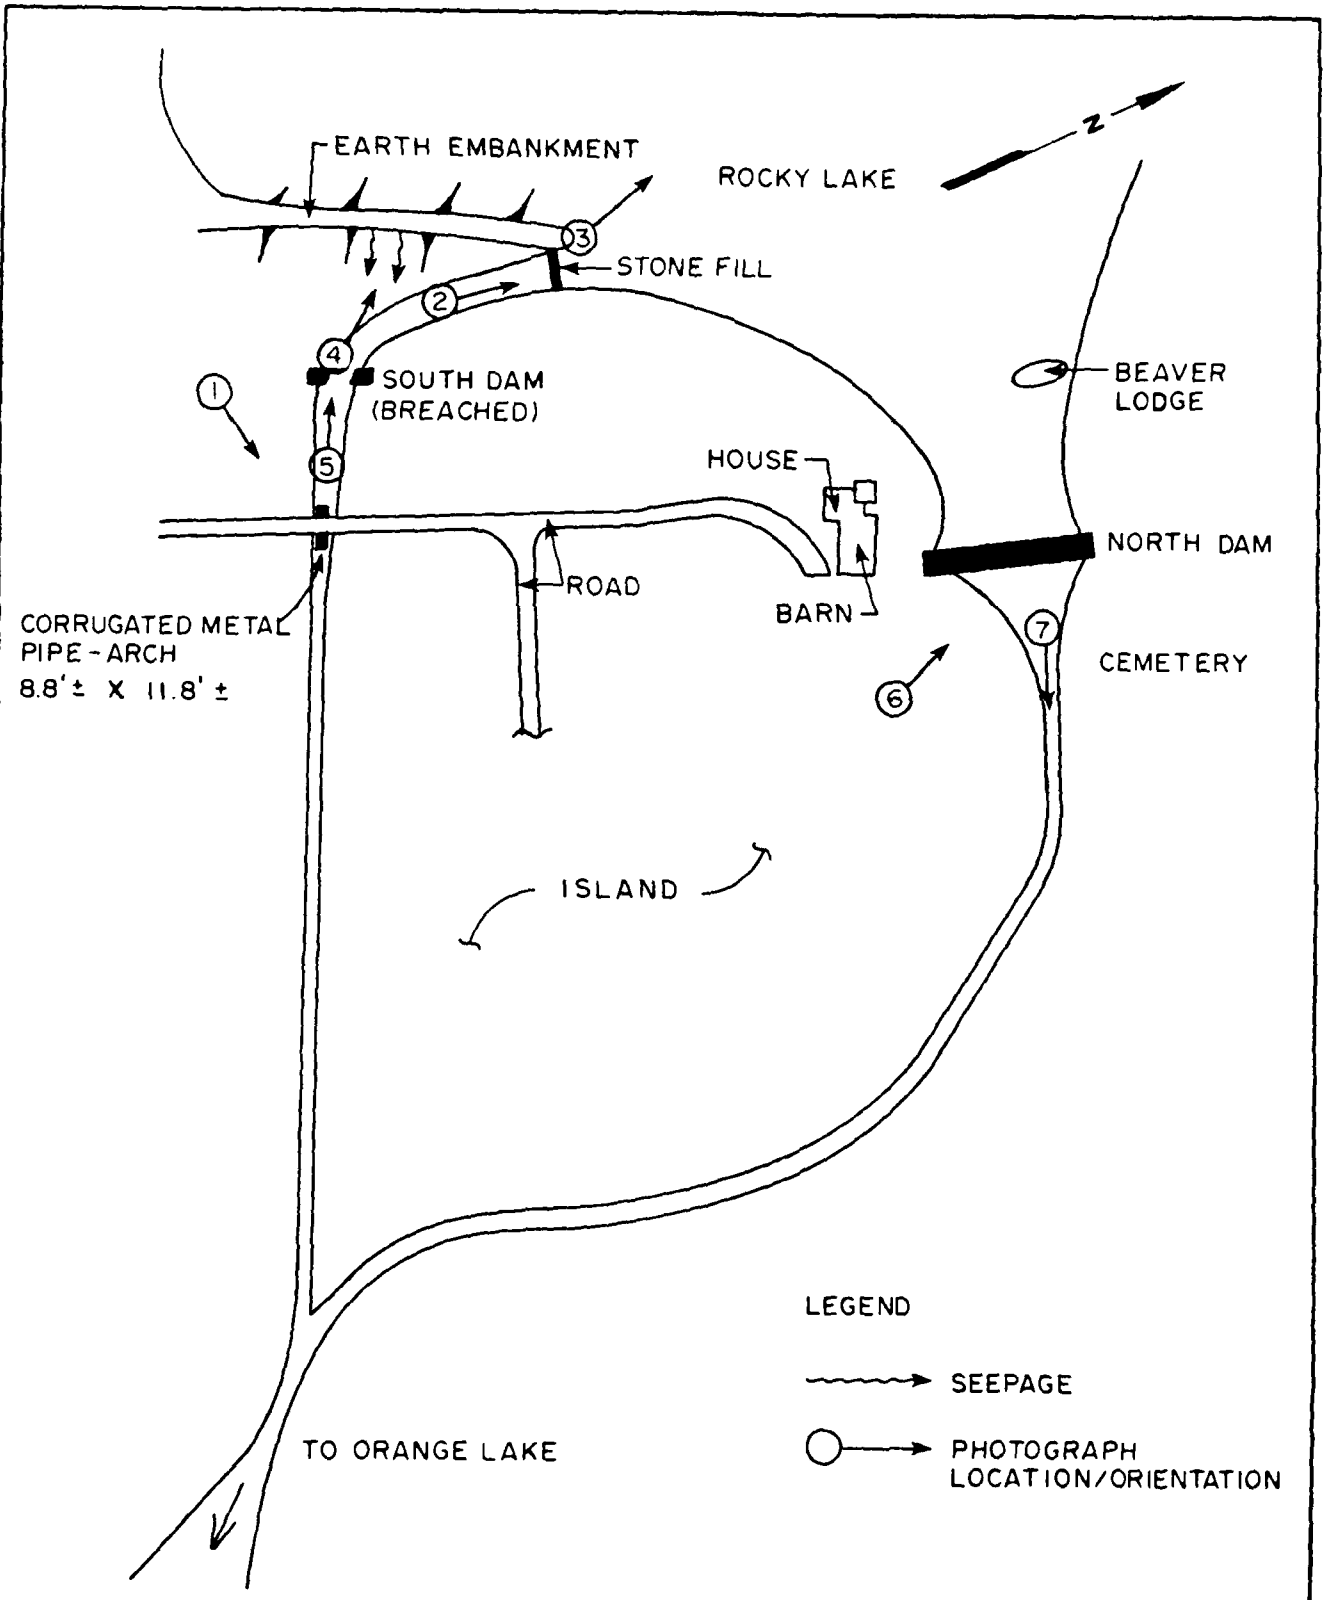 N
EARTH EMBANKMENT
ROCKY LAKE
3
STONE FILL
2
4
1
SOUTH DAM
(BREACHED)
BEAVER
LODGE
5
HOUSE
NORTH DAM
ROAD
BARN
CORRUGATED METAL
PIPE-ARCH
8.8'± X 11.8'±
7
CEMETERY
6
ISLAND
LEGEND
SEEPAGE
TO ORANGE LAKE
PHOTOGRAPH
LOCATION/ORIENTATION